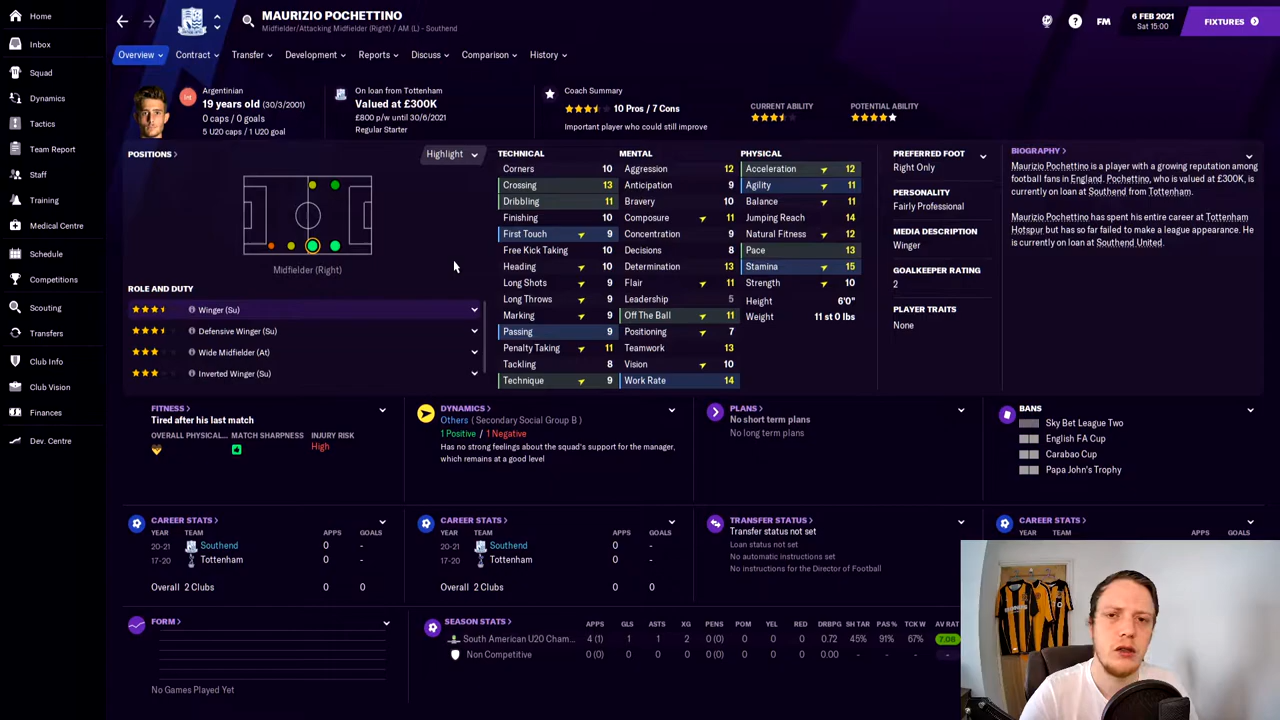 Home
Inbox
Squad
Dynamics
Tactics
Team Report
Staff
Training
Medical Centre
Schedule
Competitions
Scouting
Transfers
Club Info
Club Vision
Finances
Dev. Centre
MAURIZIO POCHETTINO
Midfielder/Attacking Midfielder (Right) / AM (L) - Southend
? FM 6 FEB 2021
Sat 15:00
FIXTURES
Overview Contract Transfer Development Reports Discuss Comparison History
Int
Argentinian
19 years old (30/3/2001)
0 caps / 0 goals
5 U20 caps / 1 U20 goal
On loan from Tottenham
Valued at £300K
£800 p/w until 30/6/2021
Regular Starter
Coach Summary
10 Pros / 7 Cons
Important player who could still improve
CURRENT ABILITY
POTENTIAL ABILITY
POSITIONS
Highlight
Midfielder (Right)
ROLE AND DUTY
Winger (Su)
Defensive Winger (Su)
Wide Midfielder (At)
Inverted Winger (Su)
TECHNICAL
Corners 10
Crossing 13
Dribbling 11
Finishing 10
First Touch 9
Free Kick Taking 10
Heading 10
Long Shots 9
Long Throws 9
Marking 9
Passing 9
Penalty Taking 11
Tackling 8
Technique 9
MENTAL
Aggression 12
Anticipation 9
Bravery 10
Composure 11
Concentration 9
Decisions 8
Determination 13
Flair 11
Leadership 5
Off The Ball 11
Positioning 7
Teamwork 13
Vision 10
Work Rate 14
PHYSICAL
Acceleration 12
Agility 11
Balance 11
Jumping Reach 14
Natural Fitness 12
Pace 13
Stamina 15
Strength 10
Height 6'0"
Weight 11 st 0 lbs
PREFERRED FOOT
Right Only
PERSONALITY
Fairly Professional
MEDIA DESCRIPTION
Winger
GOALKEEPER RATING
2
PLAYER TRAITS
None
BIOGRAPHY
Maurizio Pochettino is a player with a growing reputation among
football fans in England. Pochettino, who is valued at £300K, is
currently on loan at Southend from Tottenham.
Maurizio Pochettino has spent his entire career at Tottenham
Hotspur but has so far failed to make a league appearance. He
is currently on loan at Southend United.
FITNESS
Tired after his last match
OVERALL PHYSICAL... MATCH SHARPNESS INJURY RISK
High
DYNAMICS
Others (Secondary Social Group B)
1 Positive / 1 Negative
Has no strong feelings about the squad's support for the manager,
which remains at a good level
PLANS
No short term plans
No long term plans
BANS
Sky Bet League Two
English FA Cup
Carabao Cup
Papa John's Trophy
CAREER STATS
YEAR TEAM APPS GOALS
20-21 Southend 0 -
17-20 Tottenham 0 -
Overall 2 Clubs 0 0
CAREER STATS
YEAR TEAM APPS GOALS
20-21 Southend 0 -
17-20 Tottenham 0 -
Overall 2 Clubs 0 0
TRANSFER STATUS
Transfer status not set
Loan status not set
No automatic instructions set
No instructions for the Director of Football
CAREER STATS
YEAR TEAM APPS GOALS
FORM
No Games Played Yet
SEASON STATS
APPS GLS ASTS XG PENS POM YEL RED DRBPG SH TAR PAS % TCK W AV RAT
South American U20 Cham... 4 (1) 1 1 2 0 (0) 0 0 0 0.72 45% 91% 67% 7.08
Non Competitive 0 (0) 0 0 0 0 (0) 0 0 0 0.00 - - - -